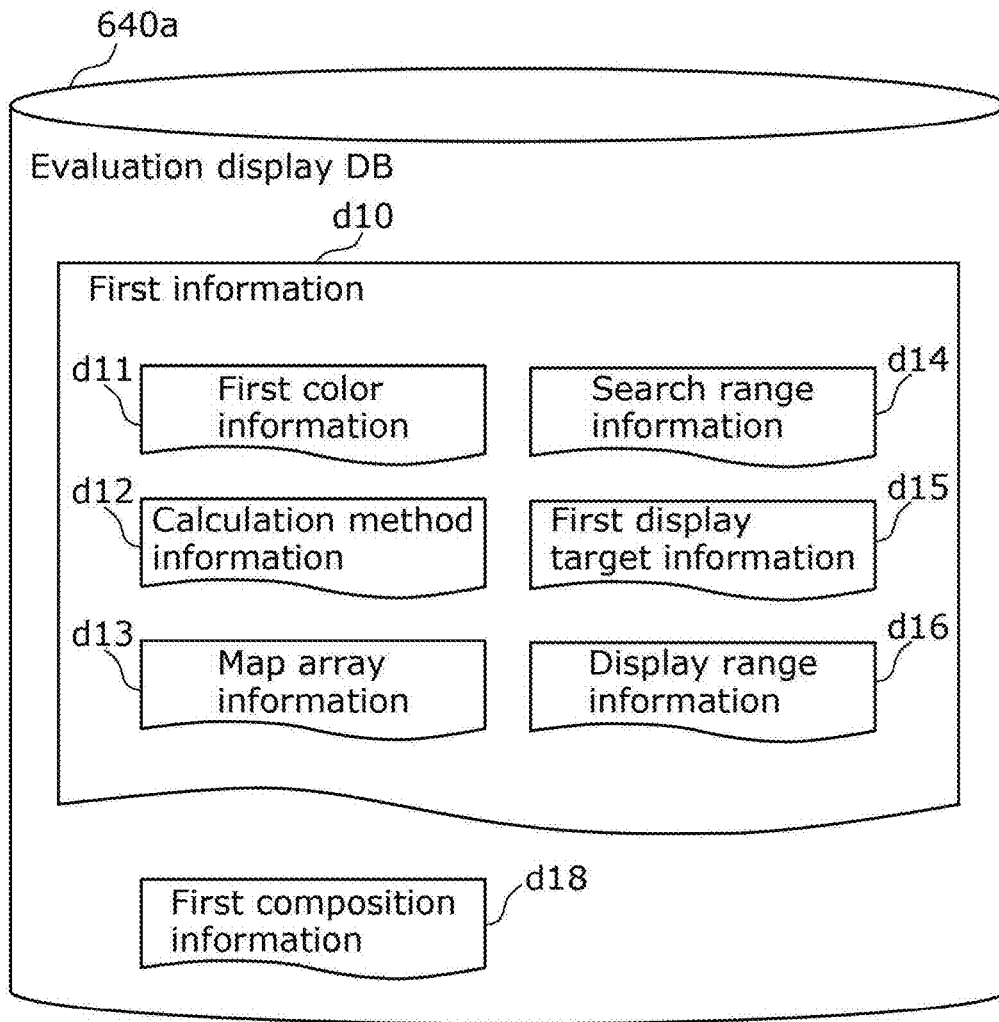 640a
Evaluation display DB
d10
First information
d11
First color
information
d14
Search range
information
d12
Calculation method
information
d15
First display
target information
d13
Map array
information
d16
Display range
information
First composition
information
d18